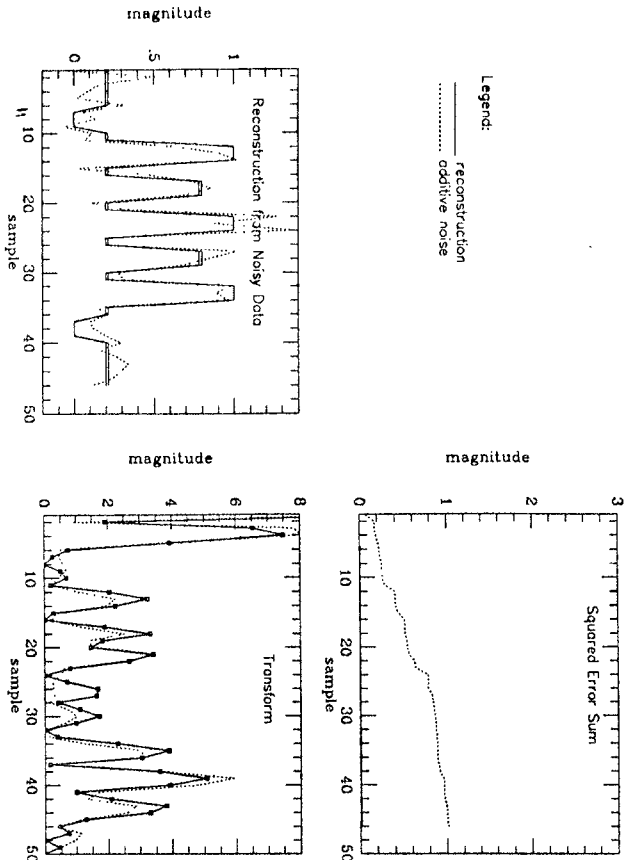 Legend:
reconstruction
additive noise
Squared Error Sum
magnitude
0 1 2 3
10 20 30 40 50
Reconstruction from Noisy Data
magnitude
0 .5 1
10 20 30 40 50
sample
Transform
magnitude
0 2 4 6 8
10 20 30 40 50
sample